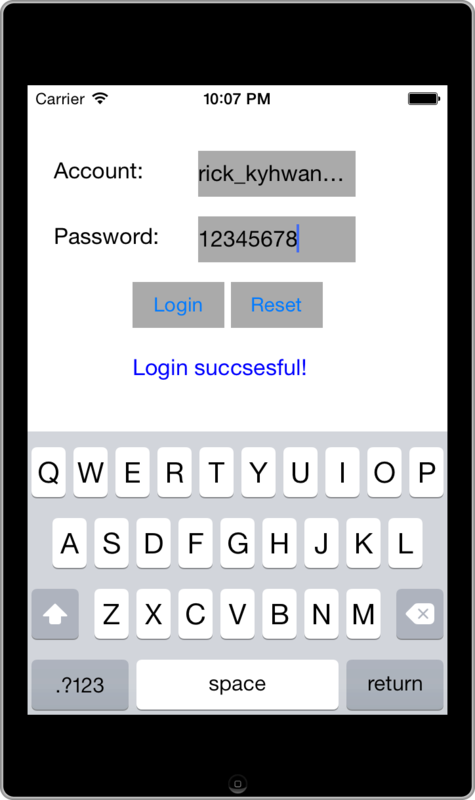 Carrier 10:07 PM
Account: rick_kyhwan...
Password: 12345678
Login Reset
Login succsesful!
Q W E R T Y U I O P
A S D F G H J K L
Z X C V B N M
.?123 space return